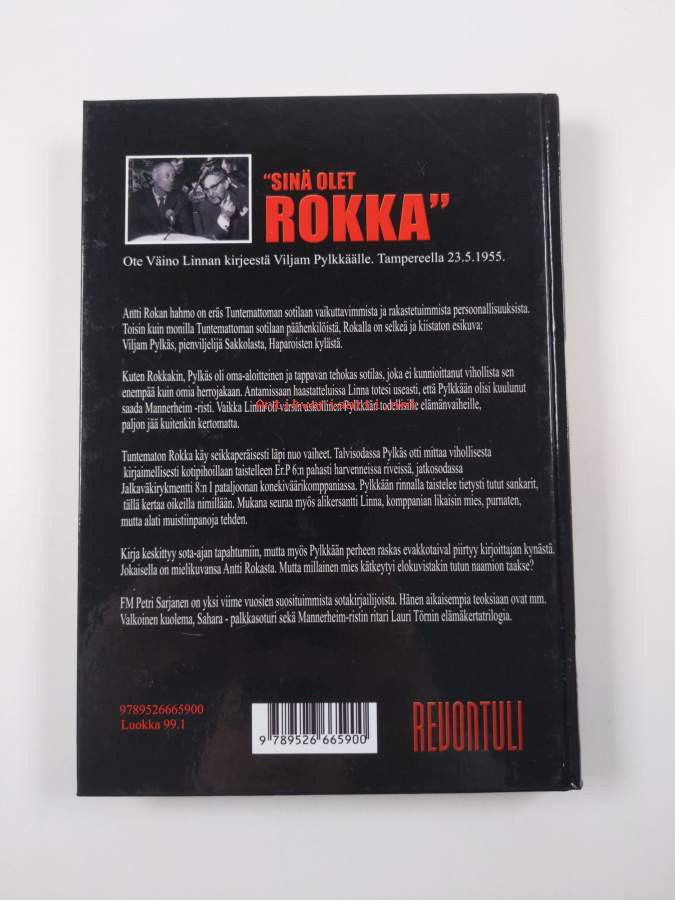 "SINÄ OLET
ROKKA"
Ote Väino Linnan kirjeestä Viljam Pylkkäälle. Tampereella 23.5.1955.
Antti Rokan hahmo on eräs Tuntemattoman sotilaan vaikuttavimmista ja rakastetuimmista persoonallisuuksista.
Toisin kuin monilla Tuntemattoman sotilaan päähenkilöistä, Rokalla on selkeä ja kiistaton esikuva:
Viljam Pylkäs, pienviljelijä Sakkolasta, Haparoisten kylästä.
Kuten Rokkakin, Pylkäs oli oma-aloitteinen ja tappavan tehokas sotilas, joka ei kunnioittanut vihollista sen
enempää kuin omia herrojakaan. Antamissaan haastatteluissa Linna totesi useasti, että Pylkkään olisi kuulunut
saada Mannerheim -risti. Vaikka Linna oli varsin uskollinen Pylkkään todellisille elämänvaiheille,
paljon jää kuitenkin kertomatta.
Tuntematon Rokka käy seikkaperäisesti läpi nuo vaiheet. Talvisodassa Pylkäs otti mittaa vihollisesta
kirjaimellisesti kotipihoillaan taistelleen Er.P 6:n pahasti harvenneissa riveissä, jatkosodassa
Jalkaväkirykmentti 8:n I pataljoonan konekiväärikomppaniassa. Pylkkään rinnalla taistelee tietysti tutut sankarit,
tällä kertaa oikeilla nimillään. Mukana seuraa myös alikersantti Linna, komppanian likaisin mies, purnaten,
mutta alati muistiinpanoja tehden.
Kirja keskittyy sota-ajan tapahtumiin, mutta myös Pylkkään perheen raskas evakkotaival piirtyy kirjoittajan kynästä.
Jokaisella on mielikuvansa Antti Rokasta. Mutta millainen mies kätkeytyi elokuvistakin tutun naamion taakse?
FM Petri Sarjanen on yksi viime vuosien suosituimmista sotakirjailijoista. Hänen aikaisempia teoksiaan ovat mm.
Valkoinen kuolema, Sahara - palkkasoturi sekä Mannerheim-ristin ritari Lauri Törnin elämäkertatrilogia.
9789526665900
Luokka 99.1
9 789526 665900
REVONTULI